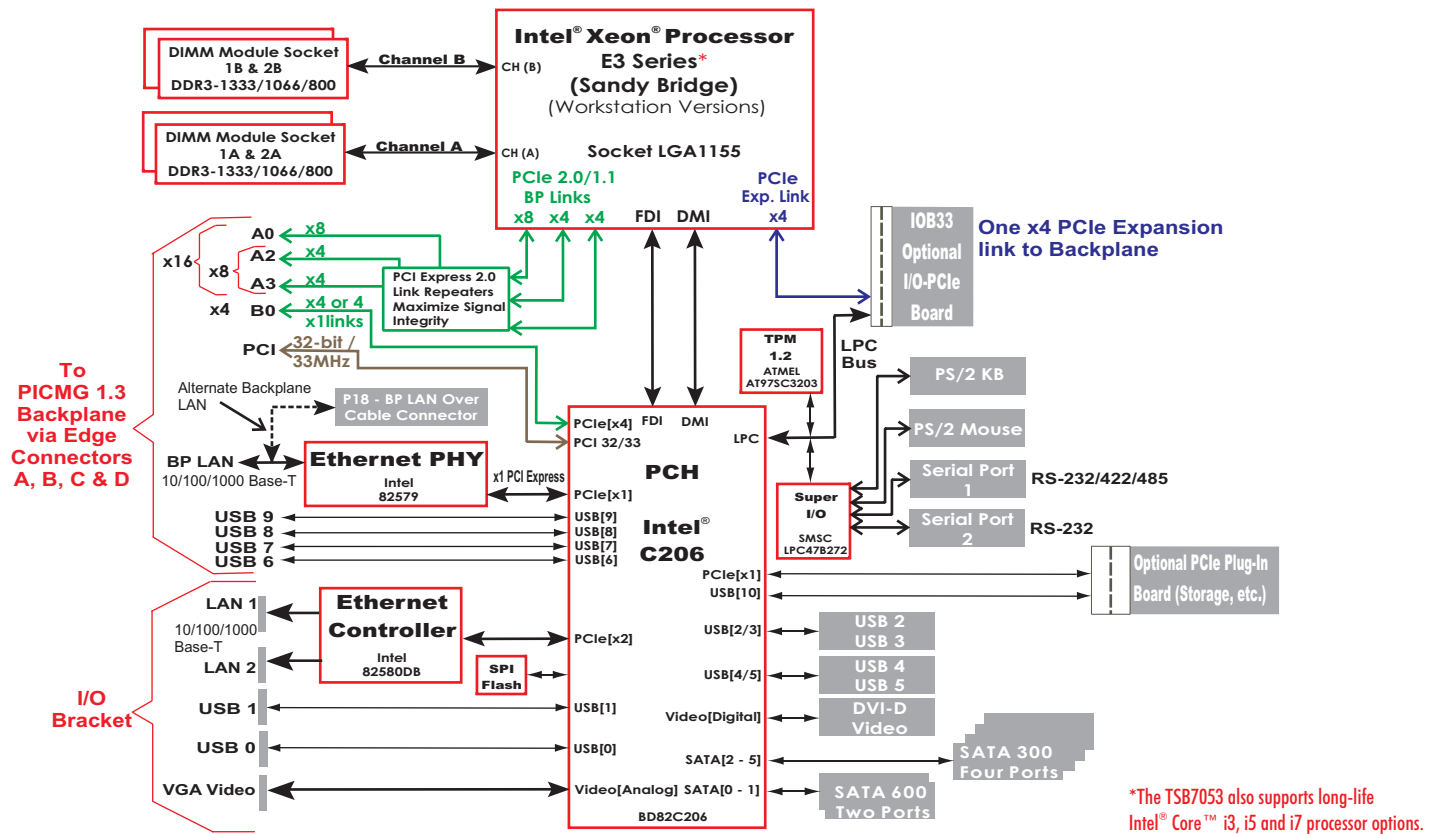 Intel® Xeon® Processor
E3 Series*
(Sandy Bridge)
(Workstation Versions)
Socket LGA1155
DIMM Module Socket
1B & 2B
DDR3-1333/1066/800
Channel B
CH (B)
DIMM Module Socket
1A & 2A
DDR3-1333/1066/800
Channel A
CH (A)
PCIe 2.0/1.1
BP Links
x8 x4 x4
FDI DMI
PCIe
Exp. Link
x4
IOB33
Optional
I/O-PCIe
Board
One x4 PCIe Expansion
link to Backplane
A0 x8
x16
x8
A2 x4
A3 x4
x4 B0 x4 or 4
x1links
PCI Express 2.0
Link Repeaters
Maximize Signal
Integrity
PCI 32-bit /
33MHz
To
PICMG 1.3
Backplane
via Edge
Connectors
A, B, C & D
Alternate Backplane
LAN
P18 - BP LAN Over
Cable Connector
BP LAN
10/100/1000 Base-T
Ethernet PHY
Intel
82579
x1 PCI Express
USB 9
USB 8
USB 7
USB 6
TPM
1.2
ATMEL
AT97SC3203
LPC
Bus
PS/2 KB
PS/2 Mouse
Serial Port
1
RS-232/422/485
Serial Port
2
RS-232
Super
I/O
SMSC
LPC47B272
PCIe[x4] FDI DMI
PCI 32/33
LPC
PCH
Intel®
C206
PCIe[x1]
USB[9]
USB[8]
USB[7]
USB[6]
PCIe[x1]
USB[10]
Optional PCIe Plug-In
Board (Storage, etc.)
I/O
Bracket
LAN 1
10/100/1000
Base-T
LAN 2
Ethernet
Controller
Intel
82580DB
PCIe[x2]
SPI
Flash
USB 1
USB[1]
USB 0
USB[0]
VGA Video
Video[Analog]
USB[2/3]
USB 2
USB 3
USB[4/5]
USB 4
USB 5
Video[Digital]
DVI-D
Video
SATA[2 - 5]
SATA 300
Four Ports
SATA[0 - 1]
SATA 600
Two Ports
BD82C206
*The TSB7053 also supports long-life
Intel® Core™ i3, i5 and i7 processor options.